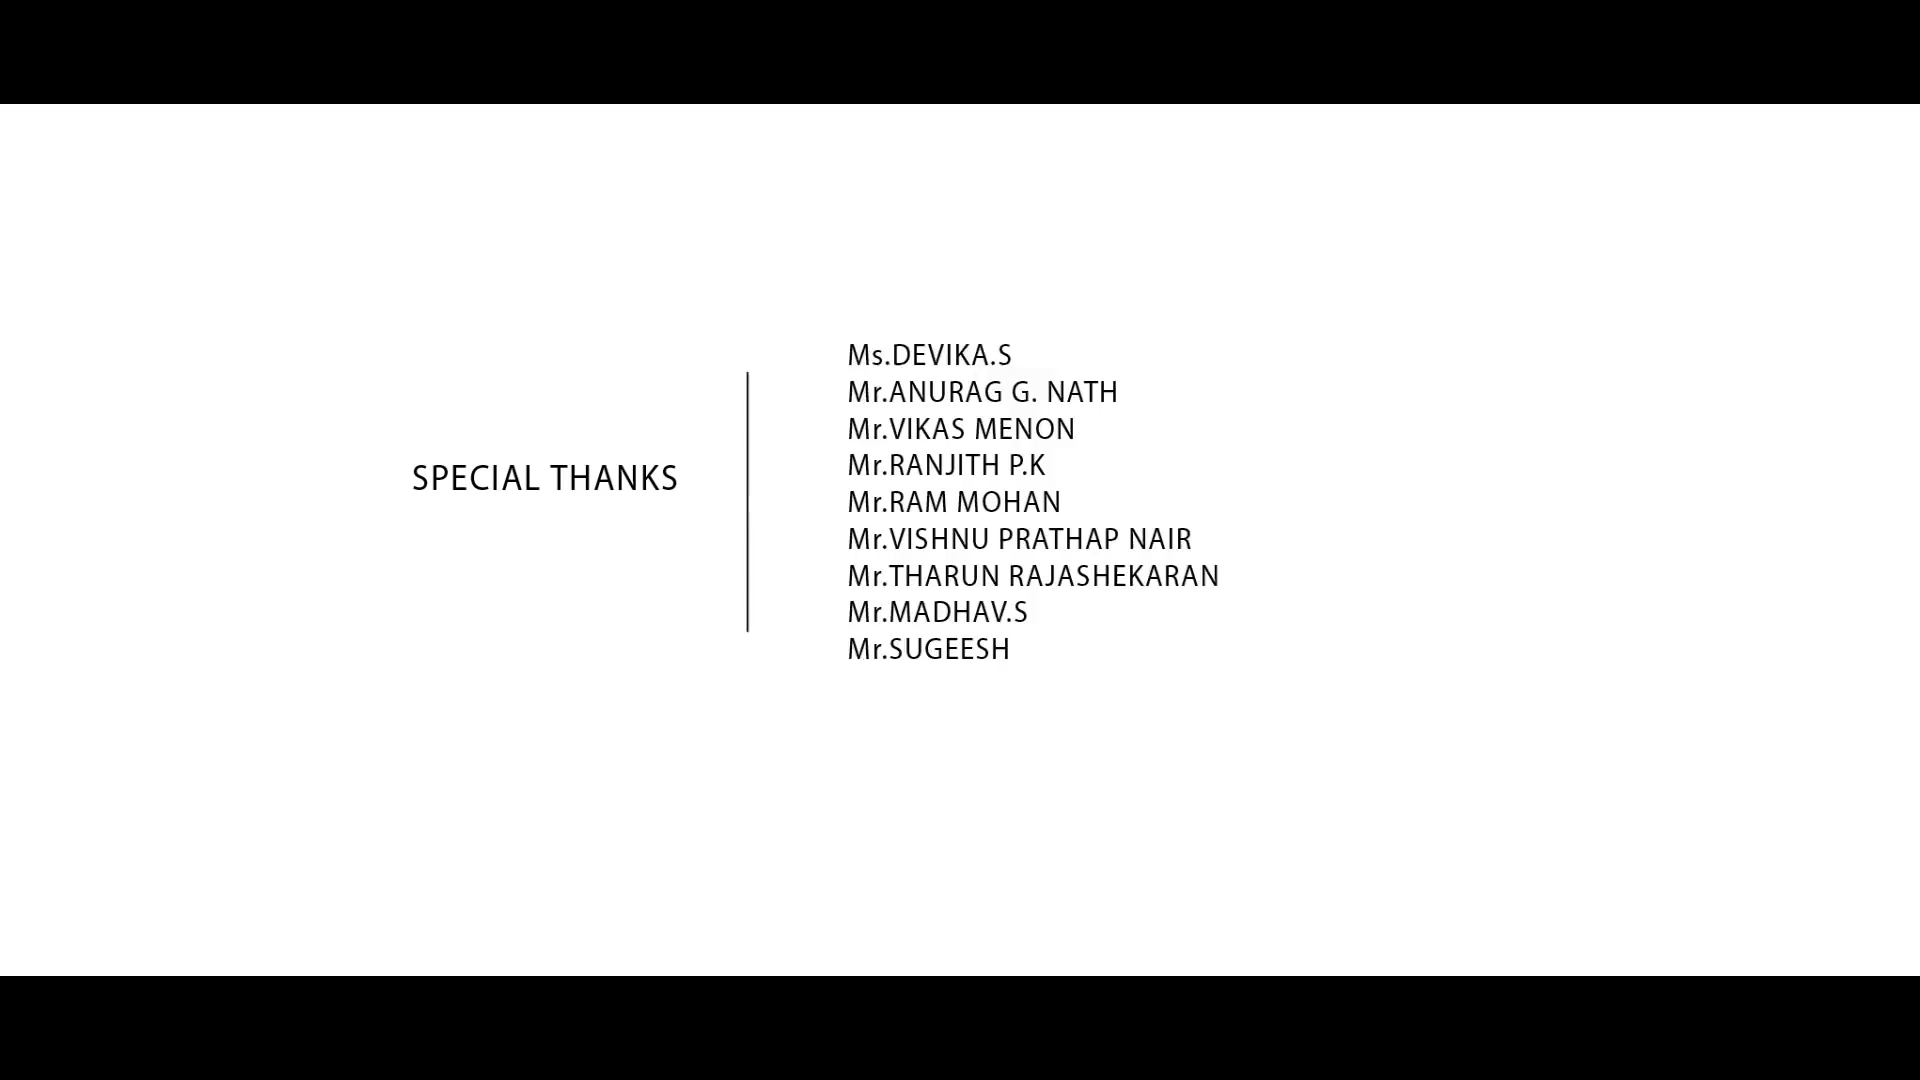 SPECIAL THANKS
Ms.DEVIKA.S
Mr.ANURAG G. NATH
Mr.VIKAS MENON
Mr.RANJITH P.K
Mr.RAM MOHAN
Mr.VISHNU PRATHAP NAIR
Mr.THARUN RAJASHEKARAN
Mr.MADHAV.S
Mr.SUGEESH